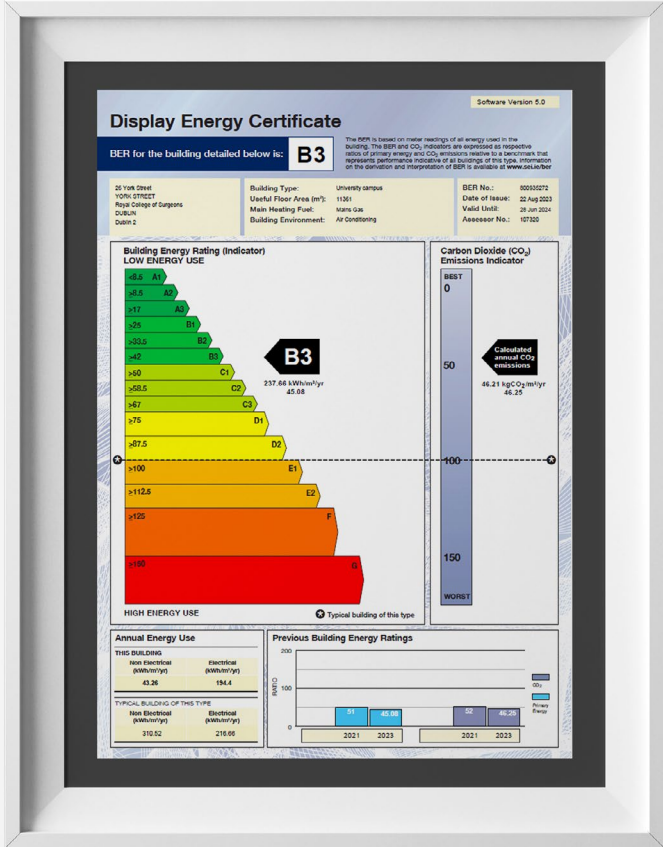 Software Version 5.0
Display Energy Certificate
BER for the building detailed below is:
B3
The BER is based on meter readings of all energy used in the
building. The BER and CO2 indicators are expressed as respective
ratios of primary energy and CO2 emissions relative to a benchmark that
represents performance indicative of all buildings of this type. Information
on the derivation and interpretation of BER is available at www.sei.ie/ber
26 York Street
YORK STREET
Royal College of Surgeons
DUBLIN
Dublin 2
Building Type: University campus
Useful Floor Area (m²): 11361
Main Heating Fuel: Mains Gas
Building Environment: Air Conditioning
BER No.: 800535272
Date of Issue: 22 Aug 2023
Valid Until: 26 Jun 2024
Assessor No.: 107320
Building Energy Rating (Indicator)
LOW ENERGY USE
<8.5 A1
≥8.5 A2
≥17 A3
≥25 B1
≥33.5 B2
≥42 B3
≥50 C1
≥58.5 C2
≥67 C3
≥75 D1
≥87.5 D2
≥100 E1
≥112.5 E2
≥125 F
≥150 G
B3
237.66 kWh/m²/yr
45.08
HIGH ENERGY USE
Typical building of this type
Carbon Dioxide (CO2)
Emissions Indicator
BEST
0
50
100
150
WORST
Calculated
annual CO2
emissions
46.21 kgCO2/m²/yr
46.25
Annual Energy Use
THIS BUILDING
Non Electrical
(kWh/m²/yr)
Electrical
(kWh/m²/yr)
43.26 194.4
TYPICAL BUILDING OF THIS TYPE
Non Electrical
(kWh/m²/yr)
Electrical
(kWh/m²/yr)
310.52 216.66
Previous Building Energy Ratings
RATIO
200
100
0
51 45.08 52 46.25
2021 2023 2021 2023
CO2
Primary
Energy